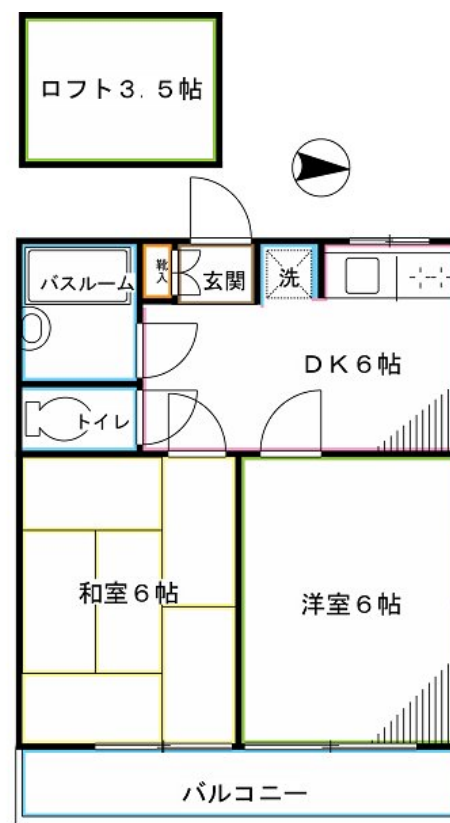 ロフト3.5帖
バスルーム
靴入
玄関
洗
DK6帖
トイレ
和室6帖
洋室6帖
バルコニー